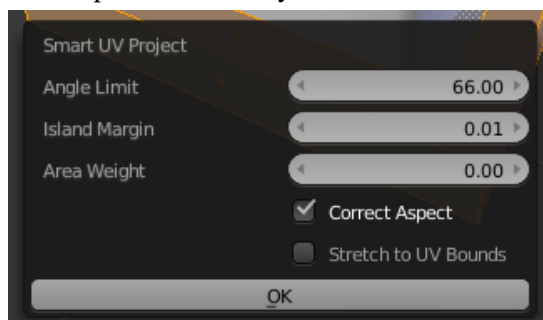 Smart UV Project
Angle Limit 66.00
Island Margin 0.01
Area Weight 0.00
Correct Aspect
Stretch to UV Bounds
OK